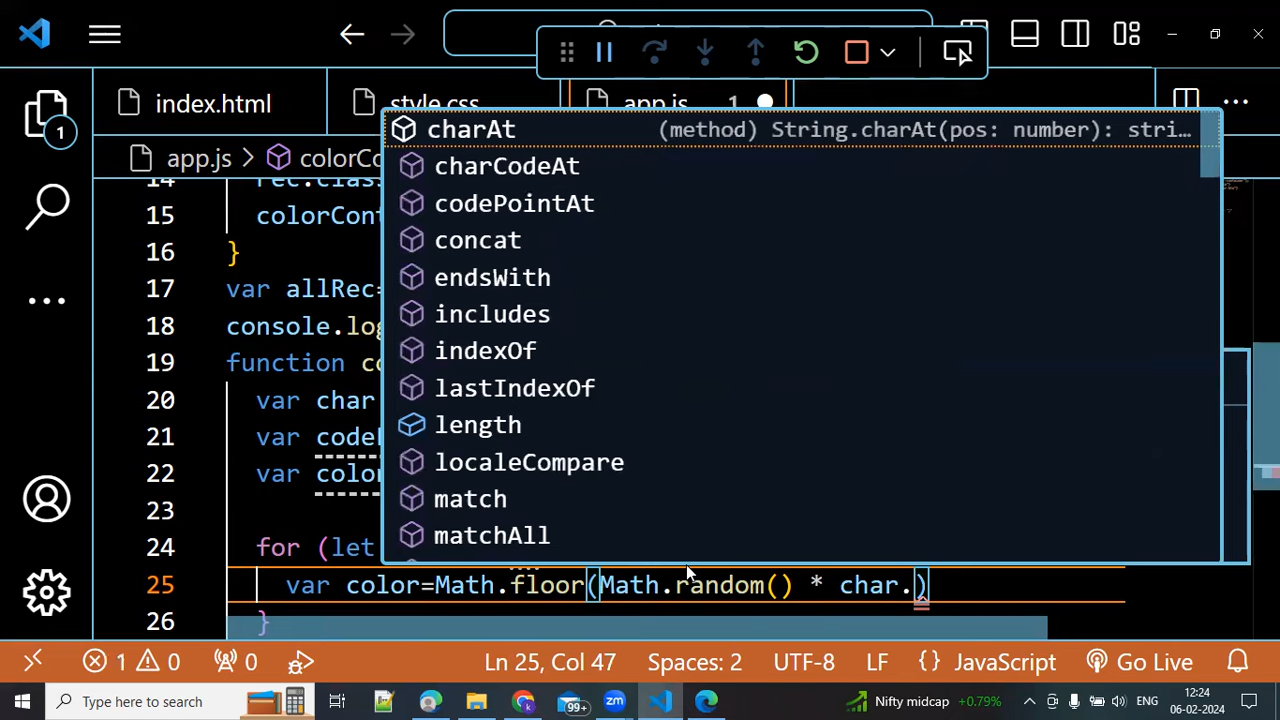 index.html
style.css
app.js 1
app.js
charAt (method) String.charAt(pos: number): stri…
charCodeAt
codePointAt
concat
endsWith
includes
indexOf
lastIndexOf
length
localeCompare
match
matchAll
1
14
15 colorCont
16 }
17 var allRec=
18 console.log
19 function co
20 var char
21 var code
22 var color
23
24 for (let
25 var color=Math.floor(Math.random() * char.)
26 }
1 0 0 Ln 25, Col 47 Spaces: 2 UTF-8 LF {} JavaScript Go Live
Type here to search 99+ zm Nifty midcap +0.79% ENG 12:24
06-02-2024